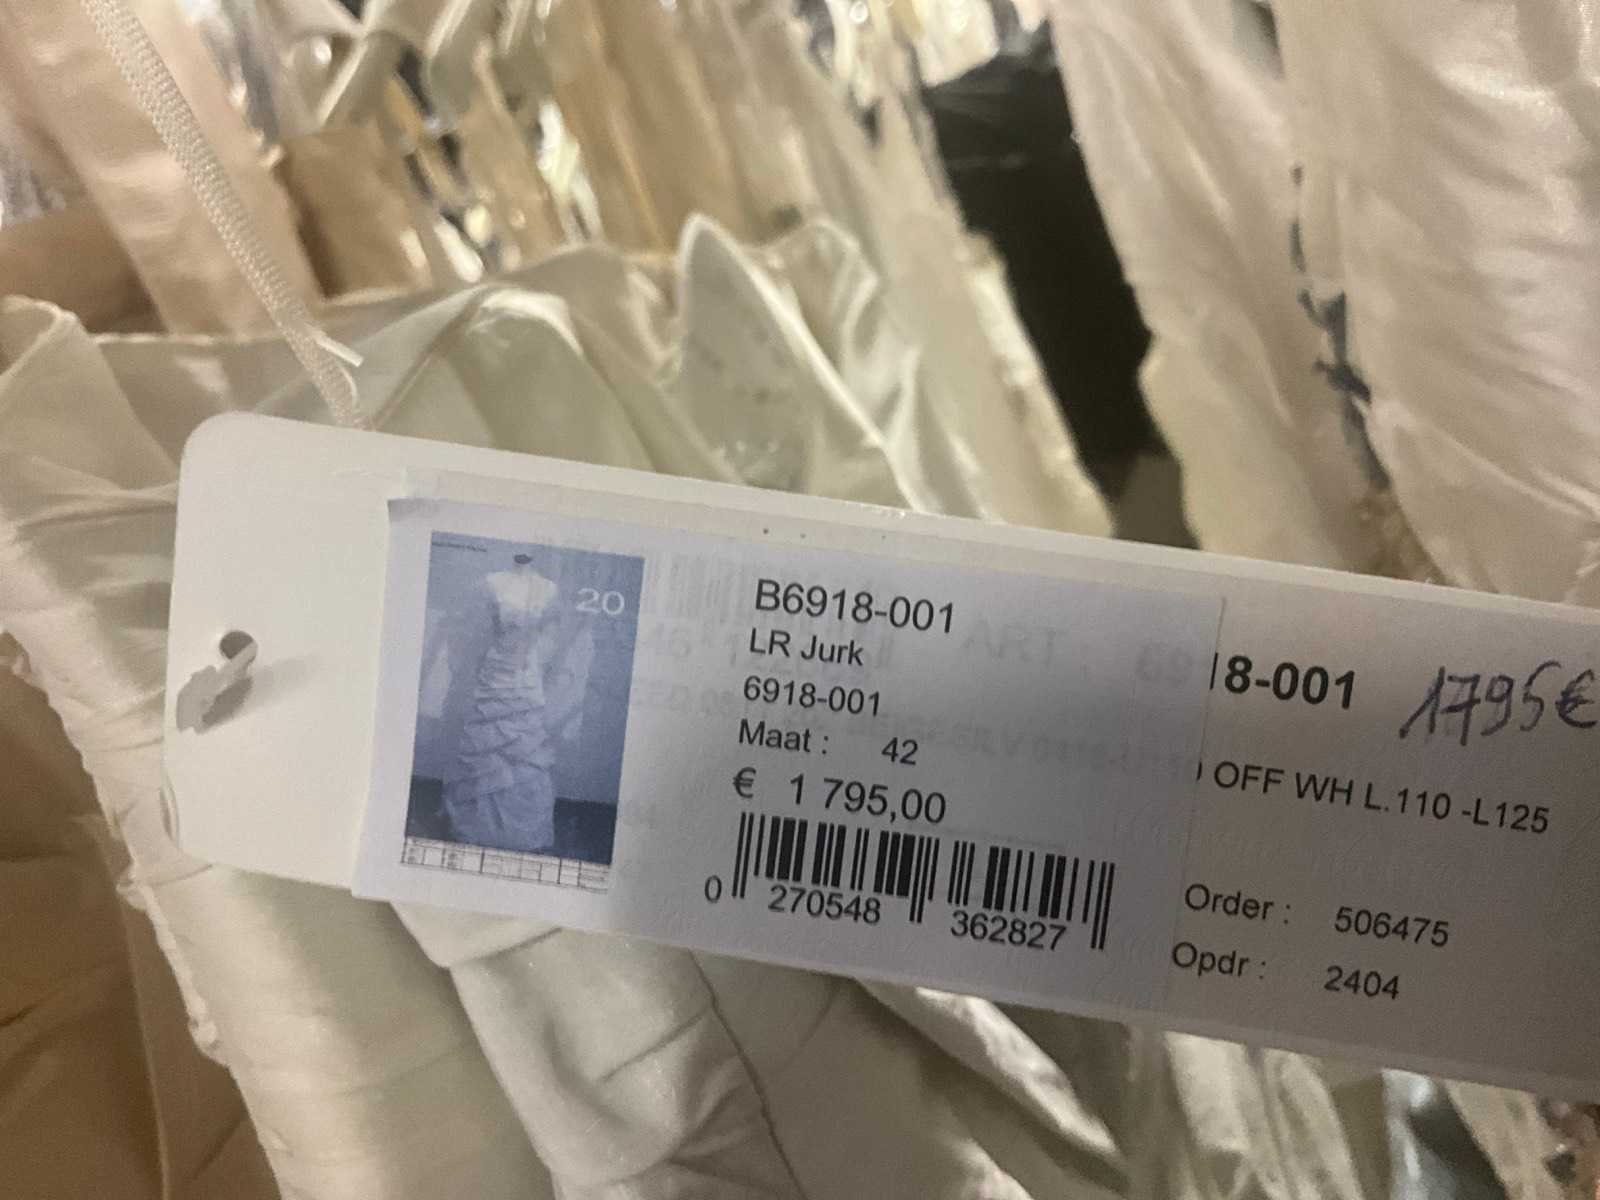 20
B6918-001
LR Jurk
6918-001
Maat : 42
€ 1 795,00
0 270548 362827
18-001 1795€
OFF WH L.110 -L125
Order : 506475
Opdr : 2404